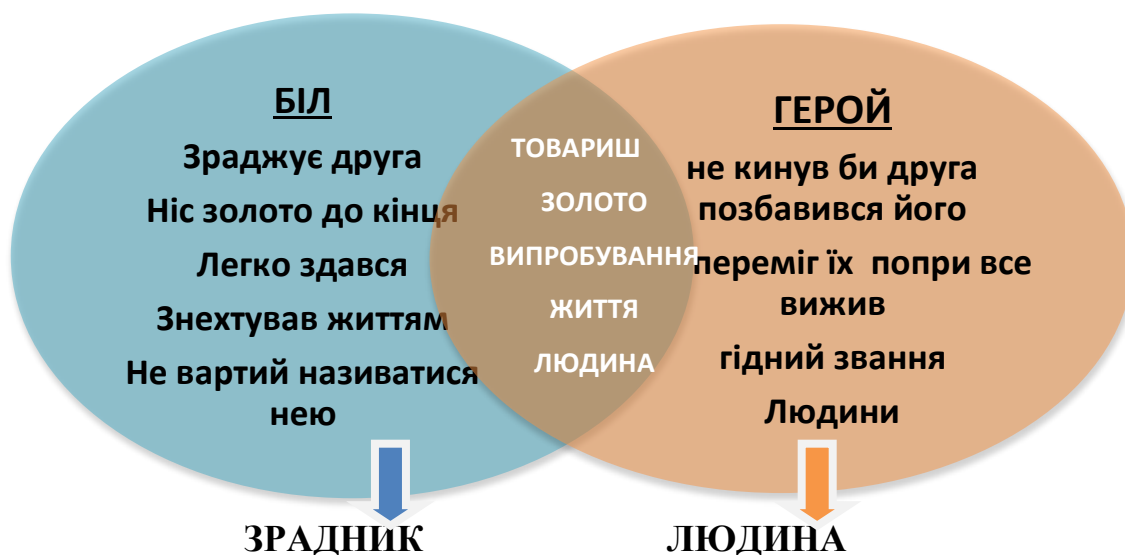 БІЛ
Зраджує друга
Ніс золото до кінця
Легко здався
Знехтував життям
Не вартий називатися
нею
ТОВАРИШ
ЗОЛОТО
ВИПРОБУВАННЯ
ЖИТТЯ
ЛЮДИНА
ГЕРОЙ
не кинув би друга
позбавився його
переміг їх попри все
вижив
гідний звання
Людини
ЗРАДНИК
ЛЮДИНА